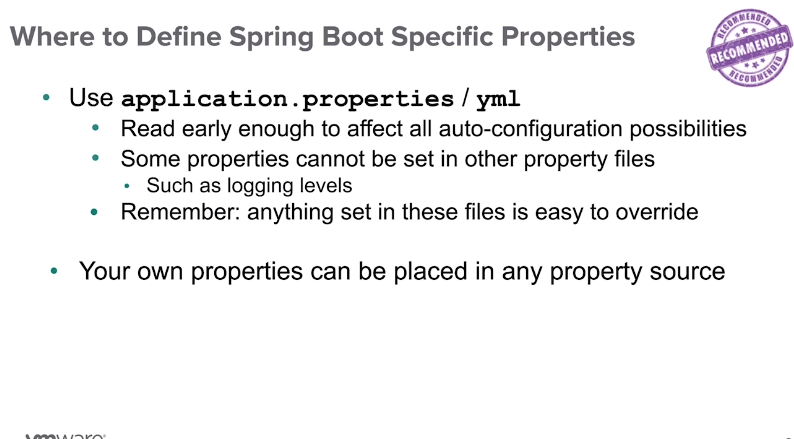 Where to Define Spring Boot Specific Properties
RECOMMENDED
RECOMMENDED
RECOMMENDED
• Use application.properties / yml
• Read early enough to affect all auto-configuration possibilities
• Some properties cannot be set in other property files
• Such as logging levels
• Remember: anything set in these files is easy to override
• Your own properties can be placed in any property source
vmware